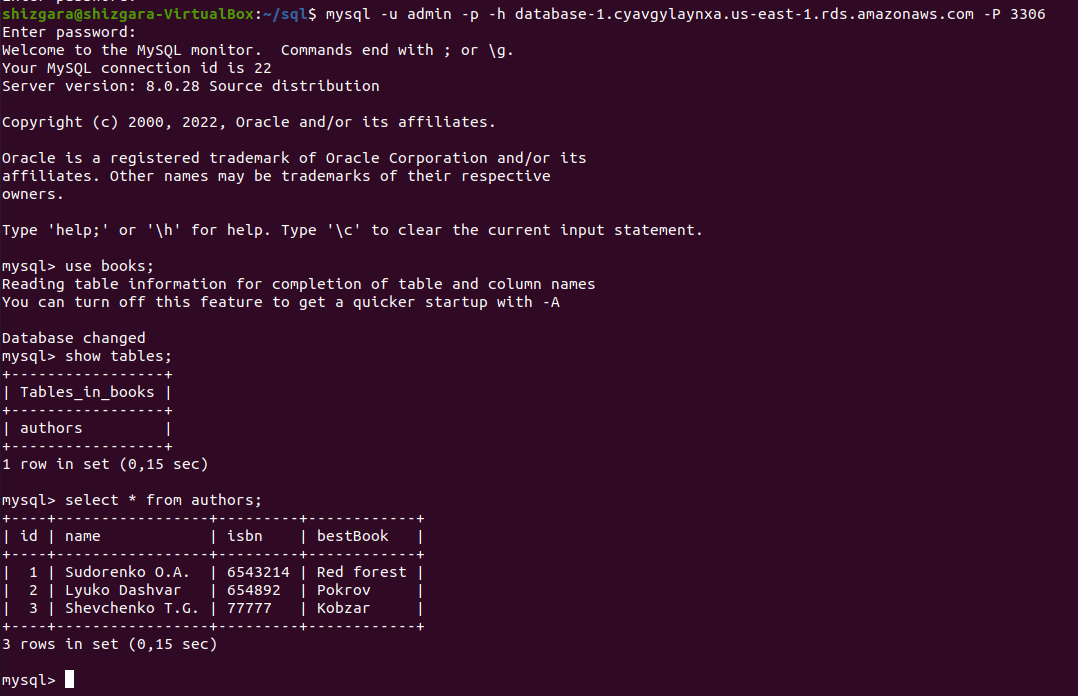 shizgara@shizgara-VirtualBox:~/sql$ mysql -u admin -p -h database-1.cyavgylaynxa.us-east-1.rds.amazonaws.com -P 3306
Enter password:
Welcome to the MySQL monitor.  Commands end with ; or \g.
Your MySQL connection id is 22
Server version: 8.0.28 Source distribution

Copyright (c) 2000, 2022, Oracle and/or its affiliates.

Oracle is a registered trademark of Oracle Corporation and/or its
affiliates. Other names may be trademarks of their respective
owners.

Type 'help;' or '\h' for help. Type '\c' to clear the current input statement.

mysql> use books;
Reading table information for completion of table and column names
You can turn off this feature to get a quicker startup with -A

Database changed
mysql> show tables;
+-----------------+
| Tables_in_books |
+-----------------+
| authors         |
+-----------------+
1 row in set (0,15 sec)

mysql> select * from authors;
+----+-----------------+---------+------------+
| id | name            | isbn    | bestBook   |
+----+-----------------+---------+------------+
|  1 | Sudorenko O.A.  | 6543214 | Red forest |
|  2 | Lyuko Dashvar   | 654892  | Pokrov     |
|  3 | Shevchenko T.G. | 77777   | Kobzar     |
+----+-----------------+---------+------------+
3 rows in set (0,15 sec)

mysql>